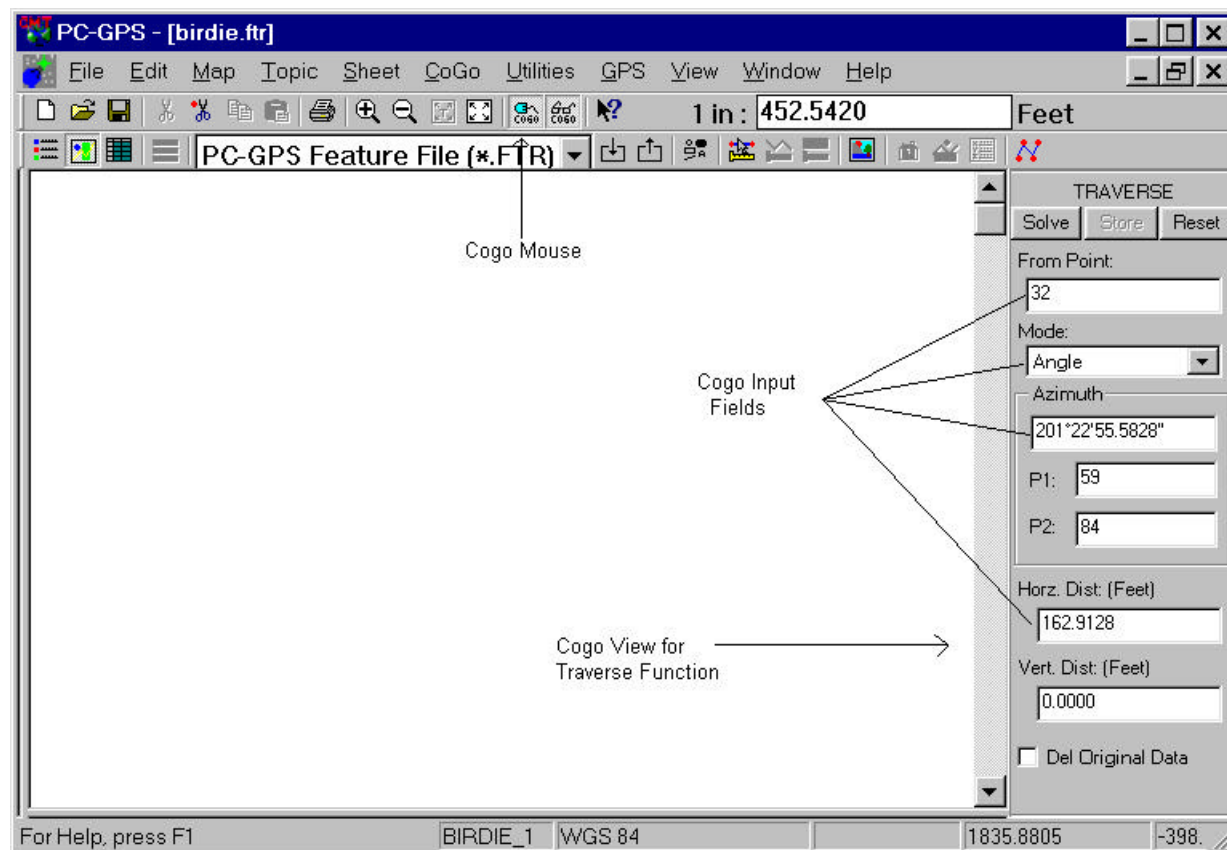 PC-GPS - [birdie.ftr]
File Edit Map Topic Sheet CoGo Utilities GPS View Window Help
1 in : 452.5420 Feet
PC-GPS Feature File (*.FTR)
Cogo Mouse
TRAVERSE
Solve Store Reset
From Point:
32
Mode:
Angle
Cogo Input
Fields
Azimuth
201°22'55.5828"
P1: 59
P2: 84
Horz. Dist: (Feet)
162.9128
Cogo View for
Traverse Function
Vert. Dist: (Feet)
0.0000
Del Original Data
For Help, press F1 BIRDIE_1 WGS 84 1835.8805 -398.